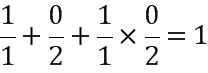 1/1 + 0/2 + 1/1 × 0/2 = 1